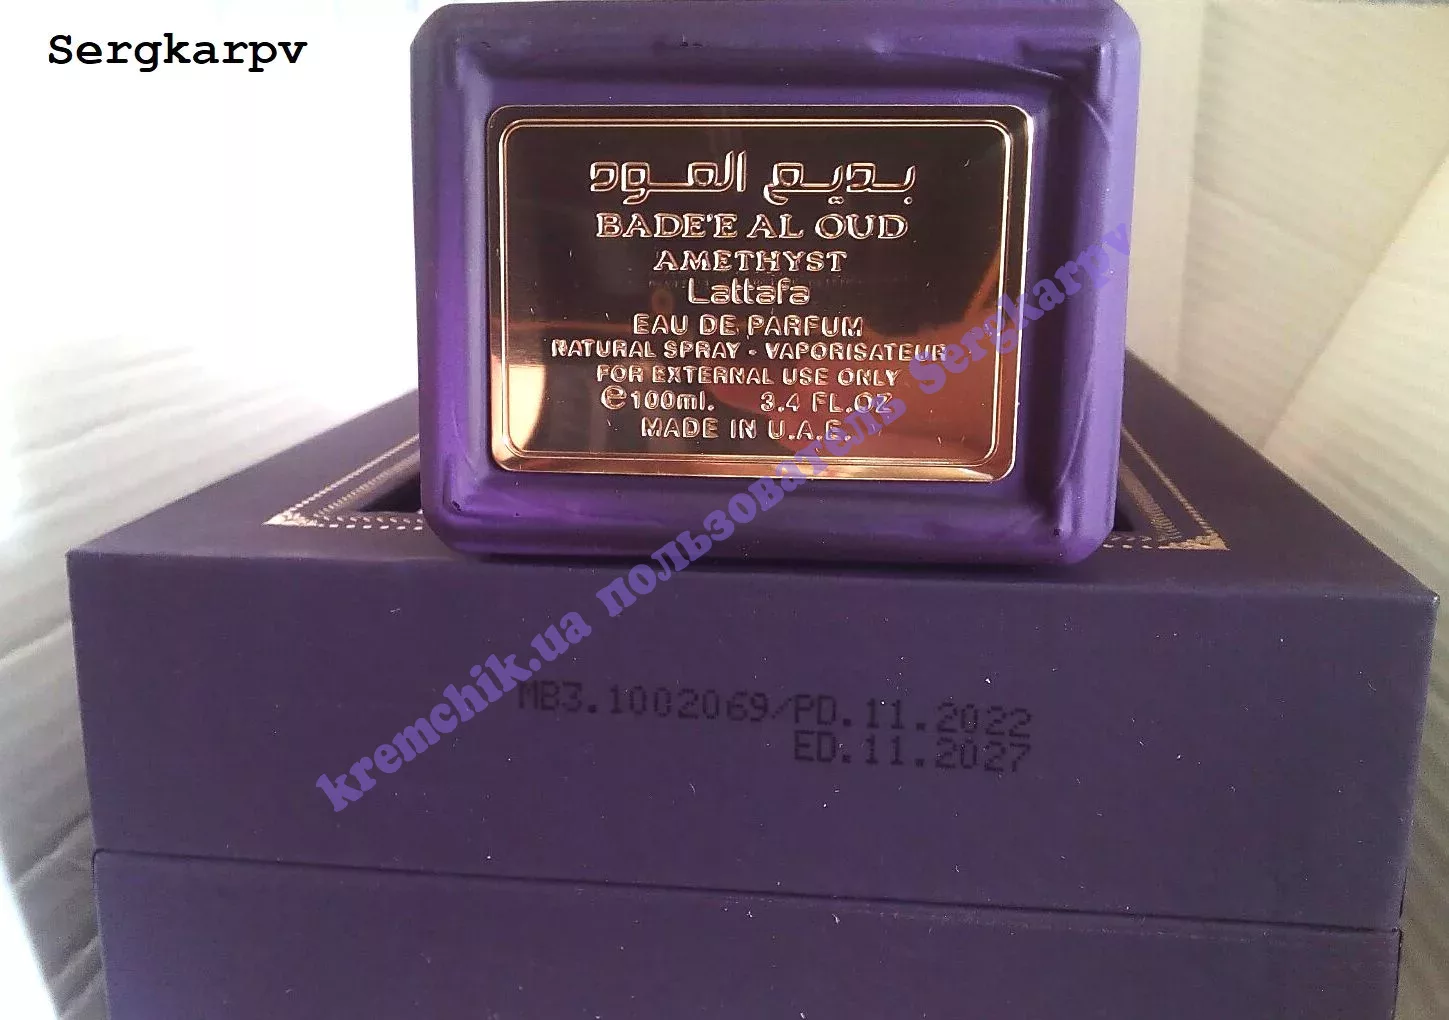 Sergkarpv
بديع العود
BADE'E AL OUD
AMETHYST
Lattafa
EAU DE PARFUM
NATURAL SPRAY - VAPORISATEUR
FOR EXTERNAL USE ONLY
e 100ml. 3.4 FL.OZ
MADE IN U.A.E.
kremchik.ua пользователь Sergkarpv
MB3.1002069/PD.11.2022
ED.11.2027